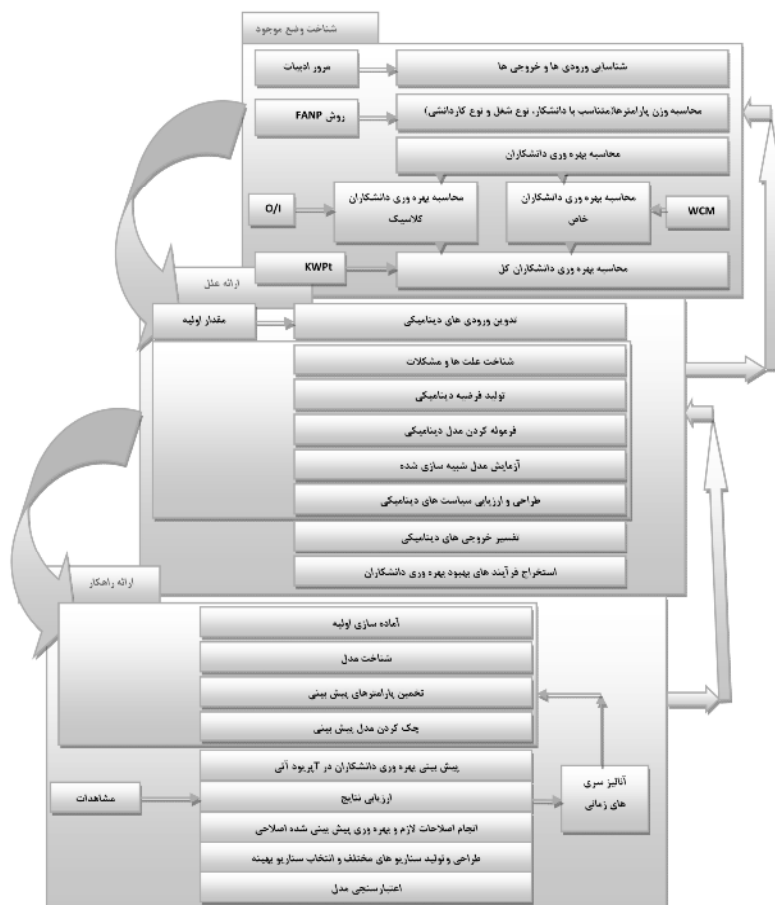 شناخت وضع موجود
مرور ادبیات
شناسایی ورودی ها و خروجی ها
روش FANP
محاسبه وزن پارامترها(متناسب با دانشکار، نوع شغل و نوع کاردانشی)
محاسبه بهره وری دانشکاران
O/I
محاسبه بهره وری دانشکاران
کلاسیک
محاسبه بهره وری دانشکاران
خاص
WCM
KWPt
محاسبه بهره وری دانشکاران کل
ارائه علل
مقدار اولیه
تدوین ورودی های دینامیکی
شناخت علت ها و مشکلات
تولید فرضیه دینامیکی
فرموله کردن مدل دینامیکی
آزمایش مدل شبیه سازی شده
طراحی و ارزیابی سیاست های دینامیکی
تفسیر خروجی های دینامیکی
استخراج فرآیند های بهبود بهره وری دانشکاران
ارائه راهکار
آماده سازی اولیه
شناخت مدل
تخمین پارامترهای پیش بینی
چک کردن مدل پیش بینی
پیش بینی بهره وری دانشکاران در Tپریود آتی
مشاهدات
ارزیابی نتایج
آنالیز سری
های زمانی
انجام اصلاحات لازم و بهره وری پیش بینی شده اصلاحی
طراحی و تولید سناریو های مختلف و انتخاب سناریو بهینه
اعتبارسنجی مدل